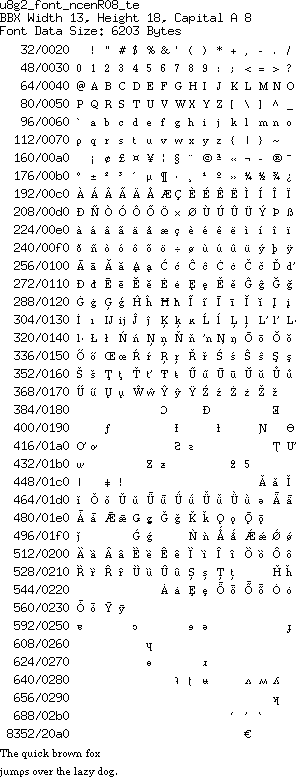 u8g2_font_ncenR08_te
BBX Width 13, Height 18, Capital A 8
Font Data Size: 6203 Bytes
32/0020 ! " # $ % & ' ( ) * + , - . /
48/0030 0 1 2 3 4 5 6 7 8 9 : ; < = > ?
64/0040 @ A B C D E F G H I J K L M N O
80/0050 P Q R S T U V W X Y Z [ \ ] ^ _
96/0060 ` a b c d e f g h i j k l m n o
112/0070 p q r s t u v w x y z { | } ~
160/00a0 ¡ ¢ £ ¤ ¥ ¦ § ¨ © ª « ¬ - ® ¯
176/00b0 ° ± ² ³ ´ µ ¶ · ¸ ¹ º » ¼ ½ ¾ ¿
192/00c0 À Á Â Ã Ä Å Æ Ç È É Ê Ë Ì Í Î Ï
208/00d0 Ð Ñ Ò Ó Ô Õ Ö × Ø Ù Ú Û Ü Ý Þ ß
224/00e0 à á â ã ä å æ ç è é ê ë ì í î ï
240/00f0 ð ñ ò ó ô õ ö ÷ ø ù ú û ü ý þ ÿ
256/0100 Ā ā Ă ă Ą ą Ć ć Ĉ ĉ Ċ ċ Č č Ď ď
272/0110 Đ đ Ē ē Ĕ ĕ Ė ė Ę ę Ě ě Ĝ ĝ Ğ ğ
288/0120 Ġ ġ Ģ ģ Ĥ ĥ Ħ ħ Ĩ ĩ Ī ī Ĭ ĭ Į į
304/0130 İ ı Ĳ ĳ Ĵ ĵ Ķ ķ ĸ Ĺ ĺ Ļ ļ Ľ ľ Ŀ
320/0140 ŀ Ł ł Ń ń Ņ ņ Ň ň ŉ Ŋ ŋ Ō ō Ŏ ŏ
336/0150 Ő ő Œ œ Ŕ ŕ Ŗ ŗ Ř ř Ś ś Ŝ ŝ Ş ş
352/0160 Š š Ţ ţ Ť ť Ŧ ŧ Ũ ũ Ū ū Ŭ ŭ Ů ů
368/0170 Ű ű Ų ų Ŵ ŵ Ŷ ŷ Ÿ Ź ź Ż ż Ž ž
384/0180 Ɔ Ɖ Ǝ
400/0190 ƒ Ɨ ƚ Ɲ Ɵ
416/01a0 Ơ ơ Ƨ ƨ Ʈ Ư
432/01b0 ư Ƶ ƶ ƻ Ƽ
448/01c0 ǀ ǂ ǃ Ǎ ǎ Ǐ
464/01d0 ǐ Ǒ ǒ Ǔ ǔ Ǖ ǖ Ǘ ǘ Ǚ ǚ Ǜ ǜ ǝ Ǟ ǟ
480/01e0 Ǡ ǡ Ǣ ǣ Ǥ ǥ Ǧ ǧ Ǩ ǩ Ǫ ǫ Ǭ ǭ
496/01f0 ǰ Ǵ ǵ Ǹ ǹ Ǻ ǻ Ǽ ǽ Ǿ ǿ
512/0200 Ȁ ȁ Ȃ ȃ Ȅ ȅ Ȇ ȇ Ȉ ȉ Ȋ ȋ Ȍ ȍ Ȏ ȏ
528/0210 Ȑ ȑ Ȓ ȓ Ȕ ȕ Ȗ ȗ Ș ș Ț ț Ȟ ȟ
544/0220 Ȧ ȧ Ȩ ȩ Ȫ ȫ Ȭ ȭ Ȯ ȯ
560/0230 Ȱ ȱ Ȳ ȳ
592/0250 ɐ ɔ ɘ ə ɟ
608/0260 ɥ
624/0270 ɵ ɹ
640/0280 ʇ ʈ ʉ
656/0290 ʞ
688/02b0 ʻ ʼ ʽ
8352/20a0 €
The quick brown fox
jumps over the lazy dog.